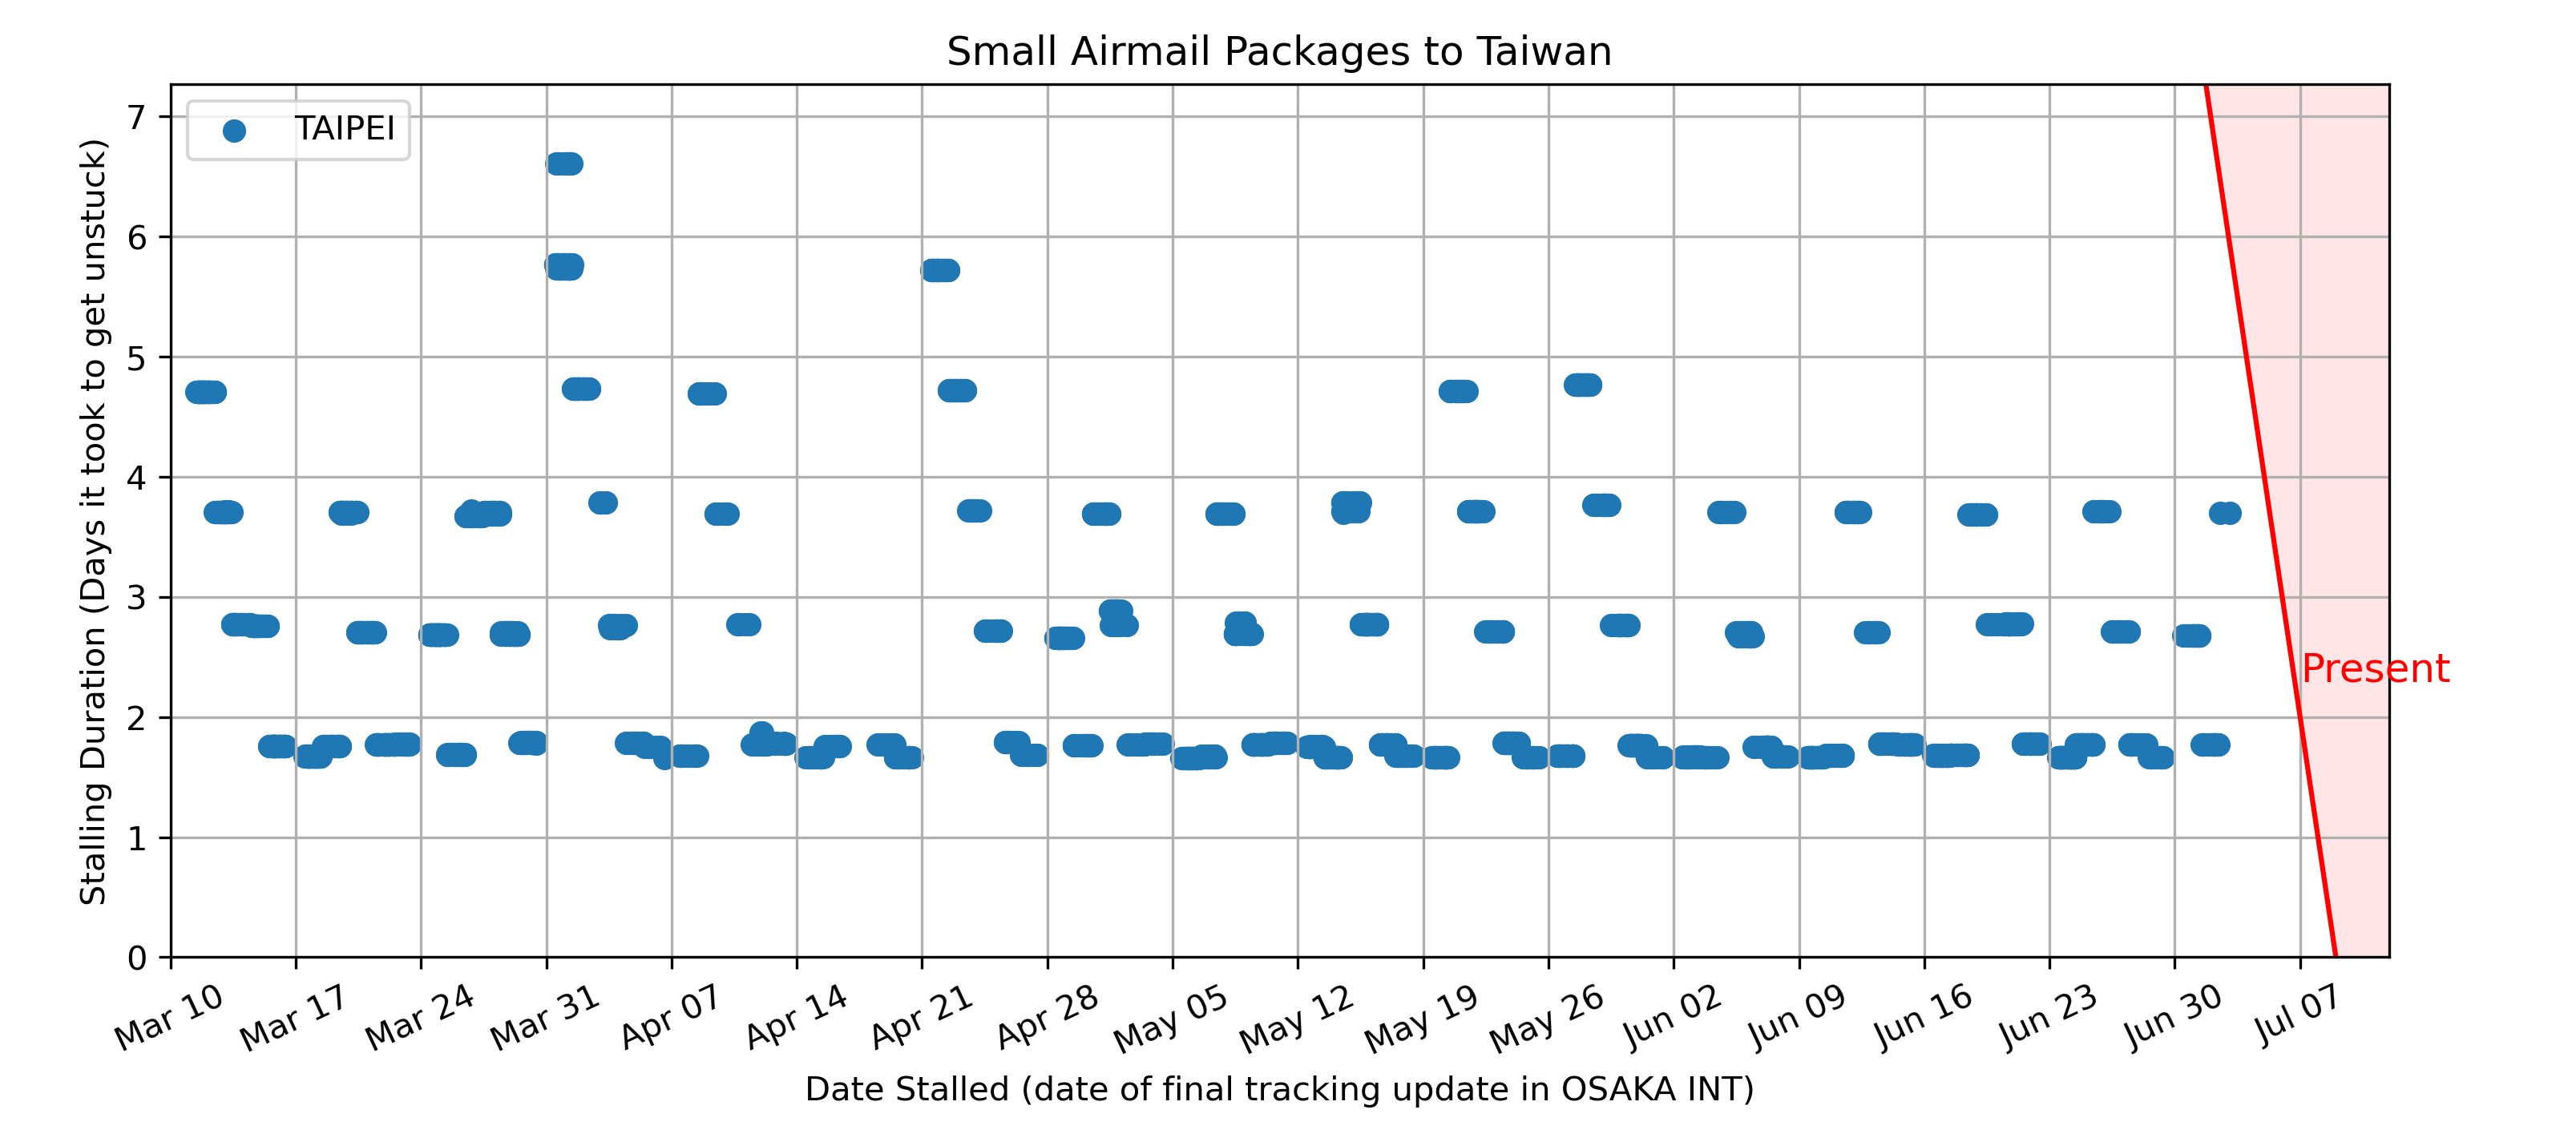 Small Airmail Packages to Taiwan
TAIPEI
Stalling Duration (Days it took to get unstuck)
7
6
5
4
3
2
1
0
Present
Mar 10
Mar 17
Mar 24
Mar 31
Apr 07
Apr 14
Apr 21
Apr 28
May 05
May 12
May 19
May 26
Jun 02
Jun 09
Jun 16
Jun 23
Jun 30
Jul 07
Date Stalled (date of final tracking update in OSAKA INT)